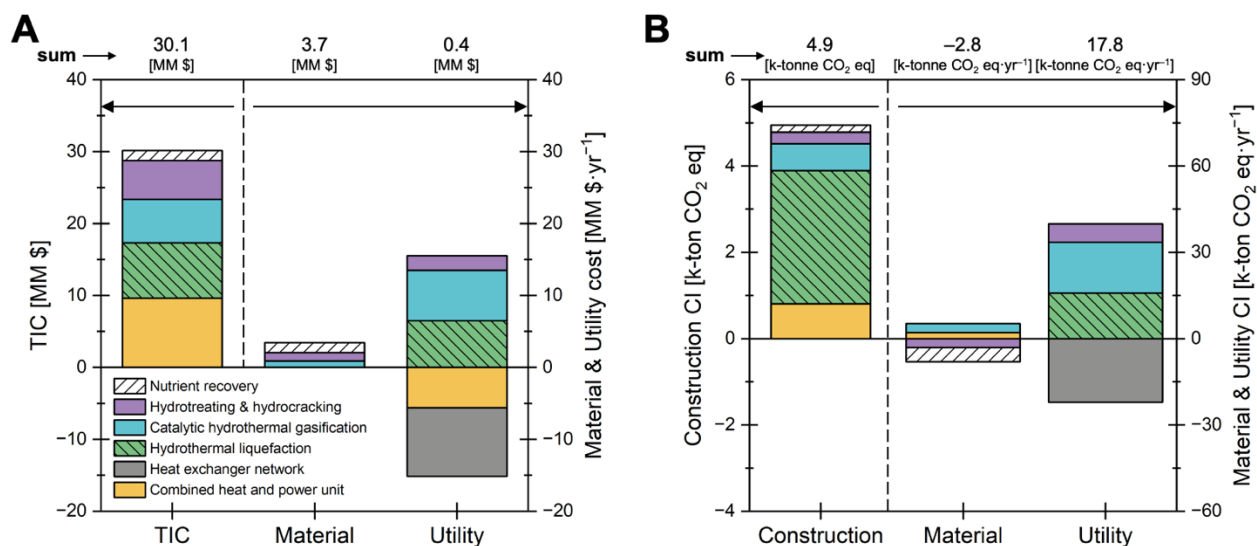 A
sum
30.1
[MM $]
3.7
[MM $]
0.4
[MM $]
40
30
20
10
0
−10
−20
TIC [MM $]
40
30
20
10
0
−10
−20
Material & Utility cost [MM $·yr⁻¹]
Nutrient recovery
Hydrotreating & hydrocracking
Catalytic hydrothermal gasification
Hydrothermal liquefaction
Heat exchanger network
Combined heat and power unit
TIC
Material
Utility
B
sum
4.9
[k-tonne CO₂ eq]
−2.8
[k-tonne CO₂ eq·yr⁻¹]
17.8
[k-tonne CO₂ eq·yr⁻¹]
6
4
2
0
−2
−4
Construction CI [k-ton CO₂ eq]
90
60
30
0
−30
−60
Material & Utility CI [k-ton CO₂ eq·yr⁻¹]
Construction
Material
Utility